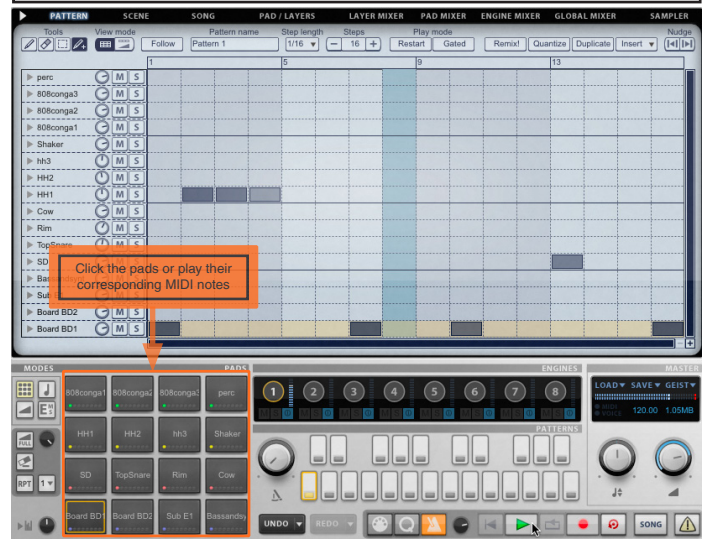 PATTERN SCENE SONG PAD / LAYERS LAYER MIXER PAD MIXER ENGINE MIXER GLOBAL MIXER SAMPLER
Tools View mode Pattern name Step length Steps Play mode Nudge
Follow Pattern 1 1/16 16 Restart Gated Remix! Quantize Duplicate Insert
1 5 9 13
perc M S
808conga3 M S
808conga2 M S
808conga1 M S
Shaker M S
hh3 M S
HH2 M S
HH1 M S
Cow M S
Rim M S
TopSnare M S
SD
Click the pads or play their
corresponding MIDI notes
Board BD2 M S
Board BD1 M S
MODES PADS ENGINES MASTER
808conga1 808conga2 808conga3 perc
1 2 3 4 5 6 7 8
LOAD SAVE GEIST
MIDI
VOICE 120.00 1.05MB
HH1 HH2 hh3 Shaker
PATTERNS
FULL
SD TopSnare Rim Cow
RPT 1
Board BD1 Board BD2 Sub E1 Bassandsy
UNDO REDO SONG